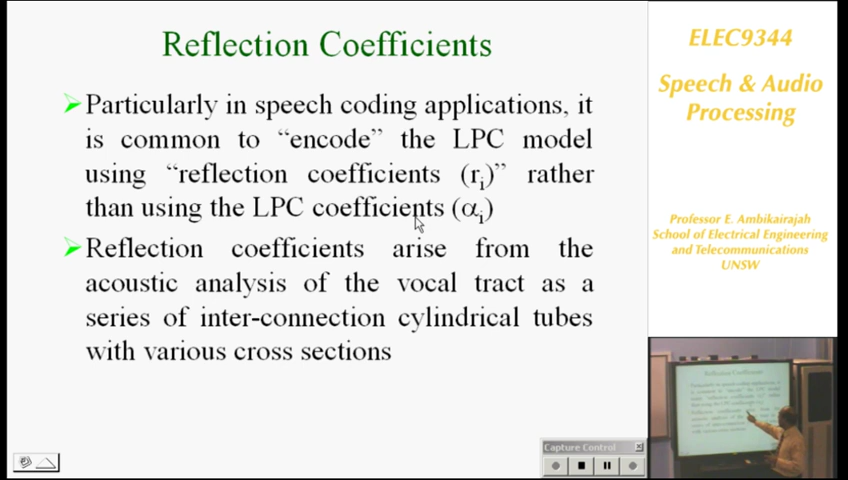 Reflection Coefficients
Particularly in speech coding applications, it
is common to “encode” the LPC model
using “reflection coefficients (ri)” rather
than using the LPC coefficients (αi)
Reflection coefficients arise from the
acoustic analysis of the vocal tract as a
series of inter-connection cylindrical tubes
with various cross sections
ELEC9344
Speech & Audio
Processing
Professor E. Ambikairajah
School of Electrical Engineering
and Telecommunications
UNSW
Capture Control
Reflection Coefficients